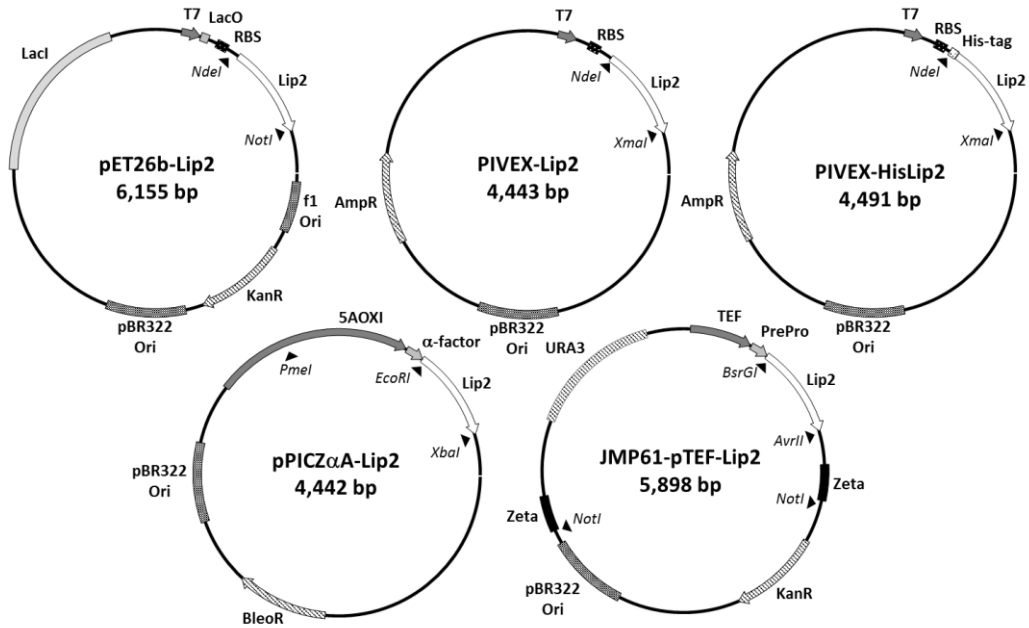 T7
LacO
RBS
LacI
NdeI
Lip2
NotI
pET26b-Lip2
6,155 bp
f1
Ori
KanR
pBR322
Ori
T7
RBS
NdeI
Lip2
XmaI
PIVEX-Lip2
4,443 bp
AmpR
pBR322
Ori
T7
RBS
His-tag
NdeI
Lip2
XmaI
PIVEX-HisLip2
4,491 bp
AmpR
pBR322
Ori
5AOXI
α-factor
PmeI
EcoRI
Lip2
XbaI
pPICZαA-Lip2
4,442 bp
pBR322
Ori
BleoR
TEF
PrePro
URA3
BsrGI
Lip2
AvrII
JMP61-pTEF-Lip2
5,898 bp
Zeta
NotI
Zeta
NotI
pBR322
Ori
KanR